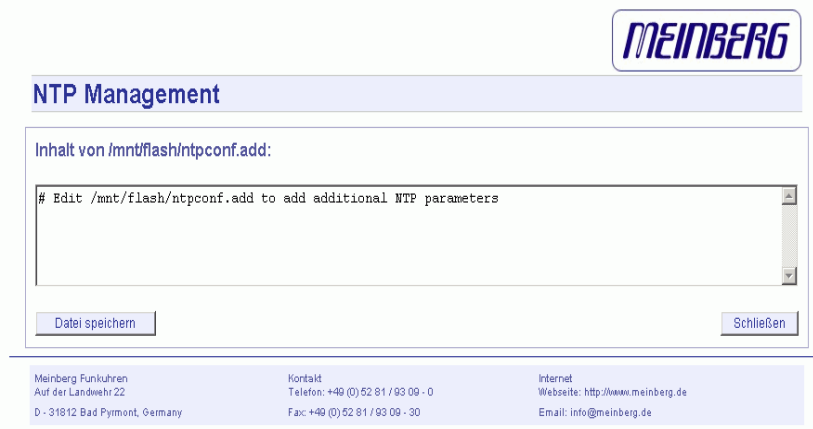 MEINBERG
NTP Management
Inhalt von /mnt/flash/ntpconf.add:
# Edit /mnt/flash/ntpconf.add to add additional NTP parameters
Datei speichern
Schließen
Meinberg Funkuhren
Auf der Landwehr 22
D - 31812 Bad Pyrmont, Germany
Kontakt
Telefon: +49 (0) 52 81 / 93 09 - 0
Fax: +49 (0) 52 81 / 93 09 - 30
Internet
Webseite: http://www.meinberg.de
Email: info@meinberg.de